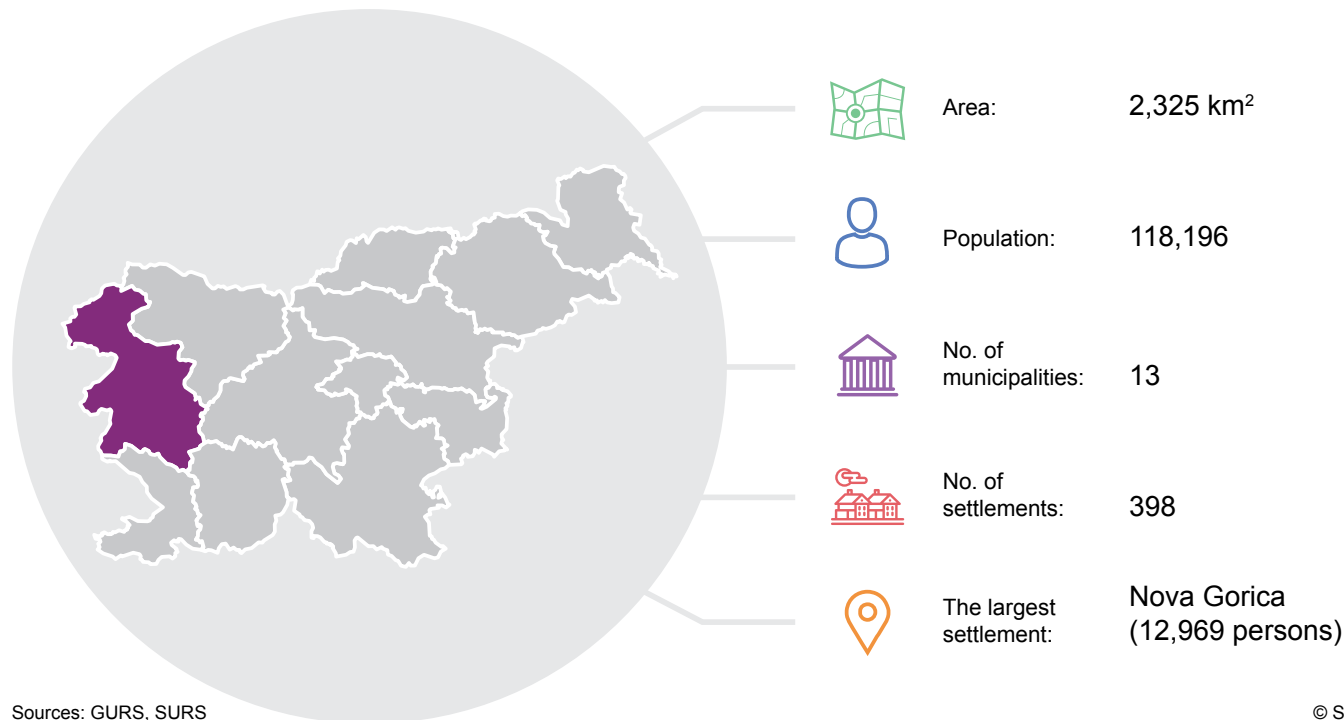 Area: 2,325 km²
Population: 118,196
No. of
municipalities: 13
No. of
settlements: 398
The largest
settlement:
Nova Gorica
(12,969 persons)
Sources: GURS, SURS
© S